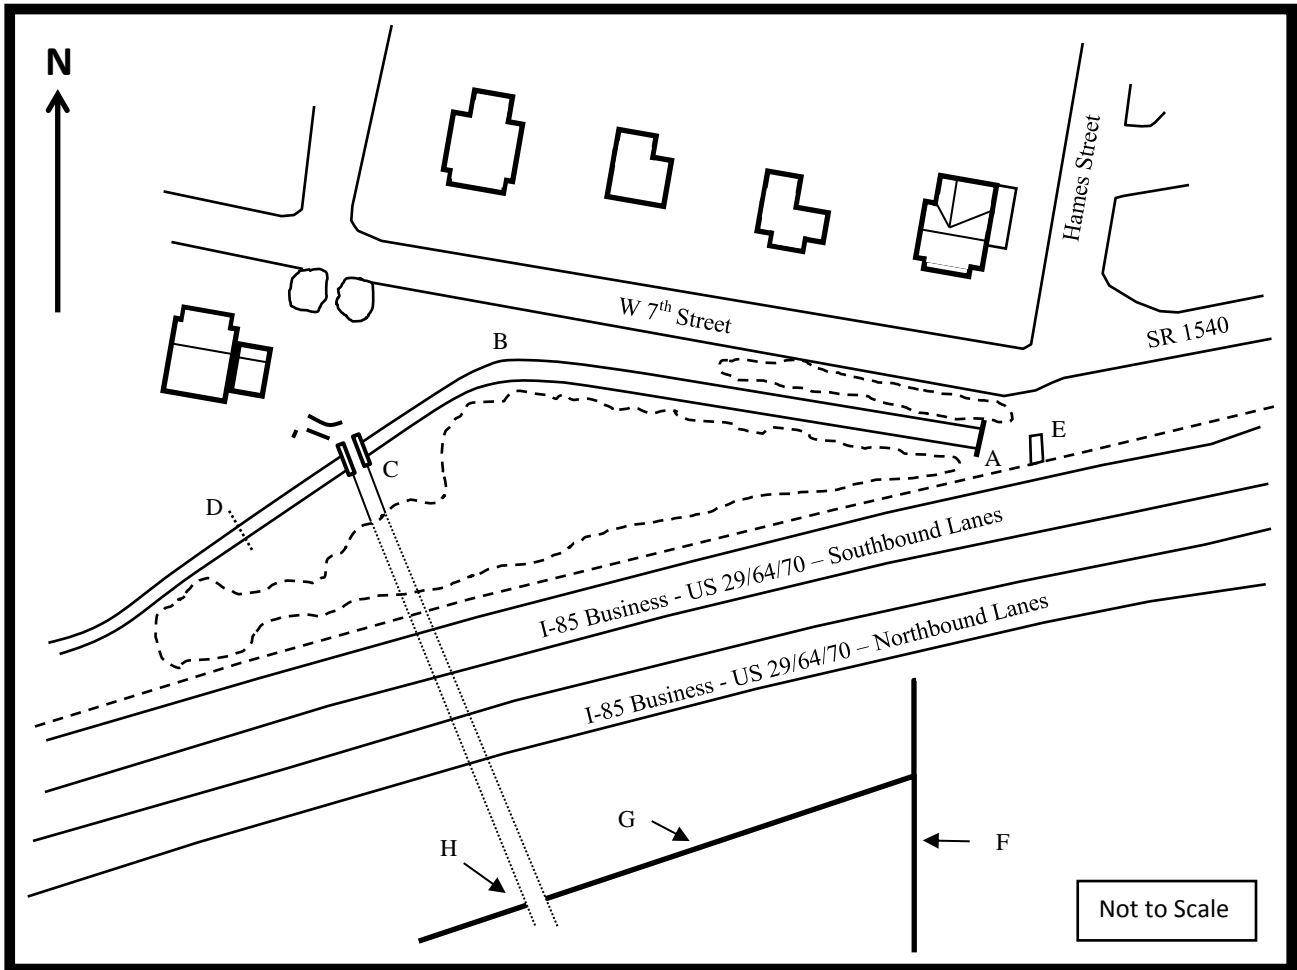 N
Hames Street
W 7th Street
SR 1540
B
E
A
C
D
I-85 Business - US 29/64/70 – Southbound Lanes
I-85 Business - US 29/64/70 – Northbound Lanes
G
F
H
Not to Scale